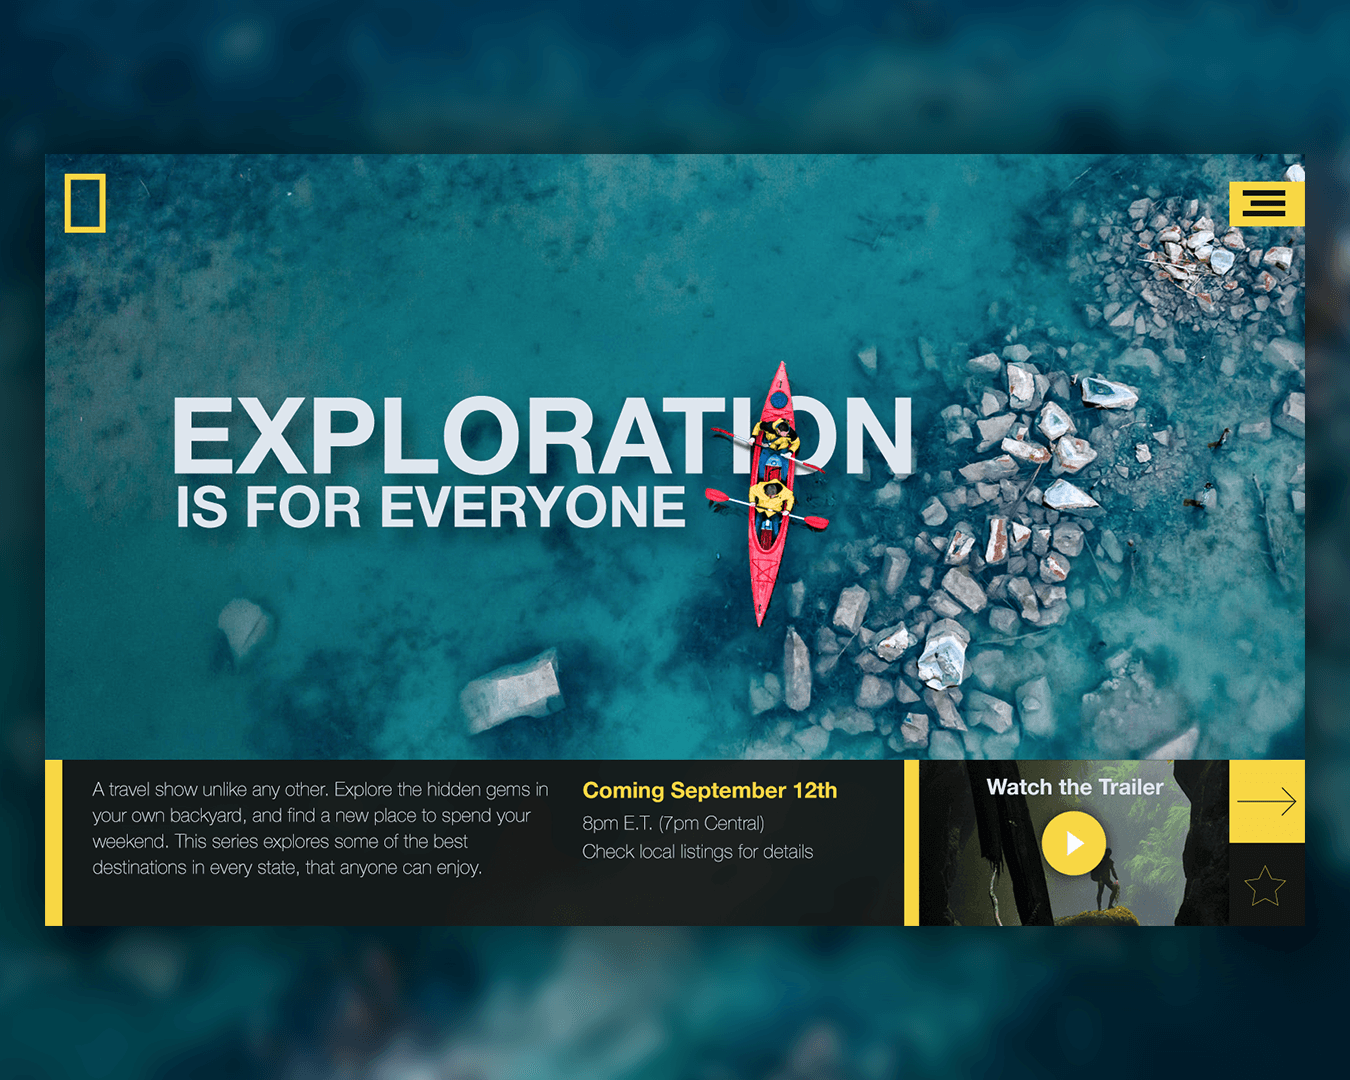 EXPLORATION
IS FOR EVERYONE
A travel show unlike any other. Explore the hidden gems in
your own backyard, and find a new place to spend your
weekend. This series explores some of the best
destinations in every state, that anyone can enjoy.
Coming September 12th
8pm E.T. (7pm Central)
Check local listings for details
Watch the Trailer